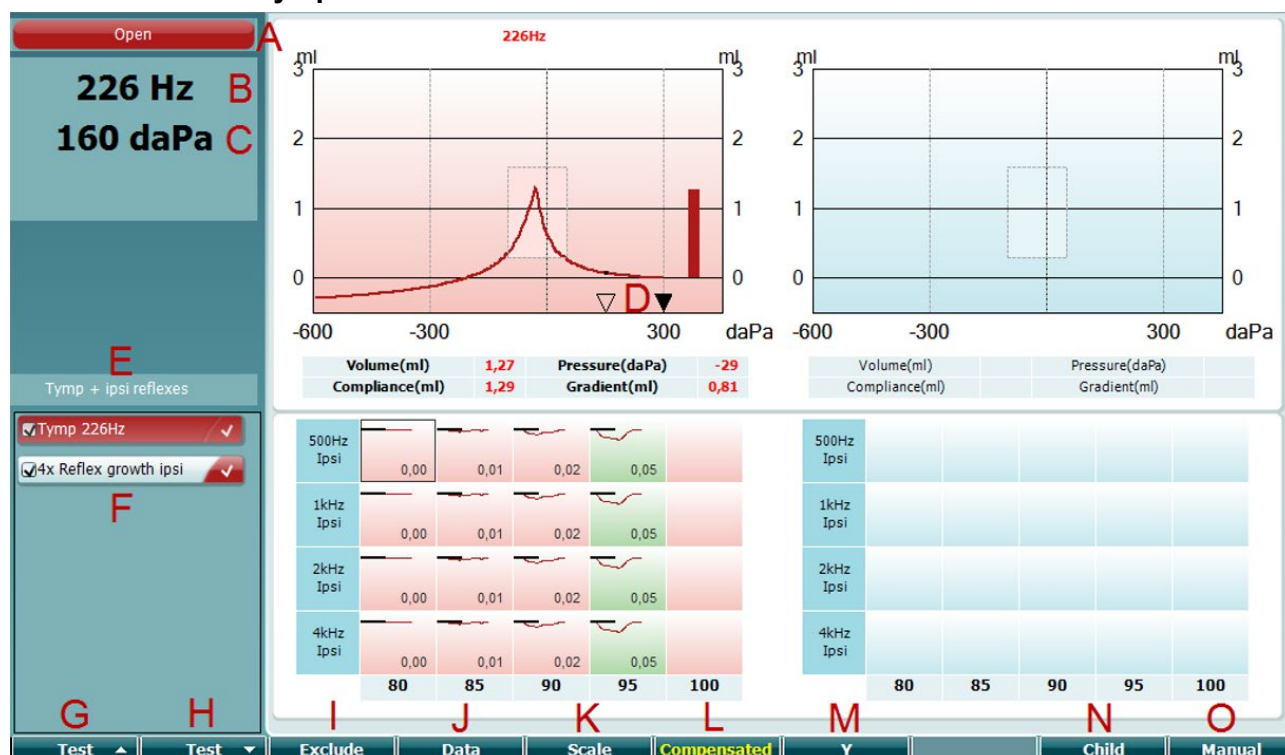 Open
A
226 Hz B
160 daPa C
E
Tymp + ipsi reflexes
Tymp 226Hz
4x Reflex growth ipsi
F
G H
226Hz
ml ml
3 3
2 2
1 1
0 0
D
-600 -300 300 daPa
Volume(ml) 1,27 Pressure(daPa) -29
Compliance(ml) 1,29 Gradient(ml) 0,81
ml ml
3 3
2 2
1 1
0 0
-600 -300 300 daPa
Volume(ml) Pressure(daPa)
Compliance(ml) Gradient(ml)
500Hz Ipsi 0,00 0,01 0,02 0,05
1kHz Ipsi 0,00 0,01 0,02 0,05
2kHz Ipsi 0,00 0,01 0,02 0,05
4kHz Ipsi 0,00 0,01 0,02 0,05
80 85 90 95 100
500Hz Ipsi
1kHz Ipsi
2kHz Ipsi
4kHz Ipsi
80 85 90 95 100
I J K L M N O
Test Test Exclude Data Scale Compensated Y Child Manual